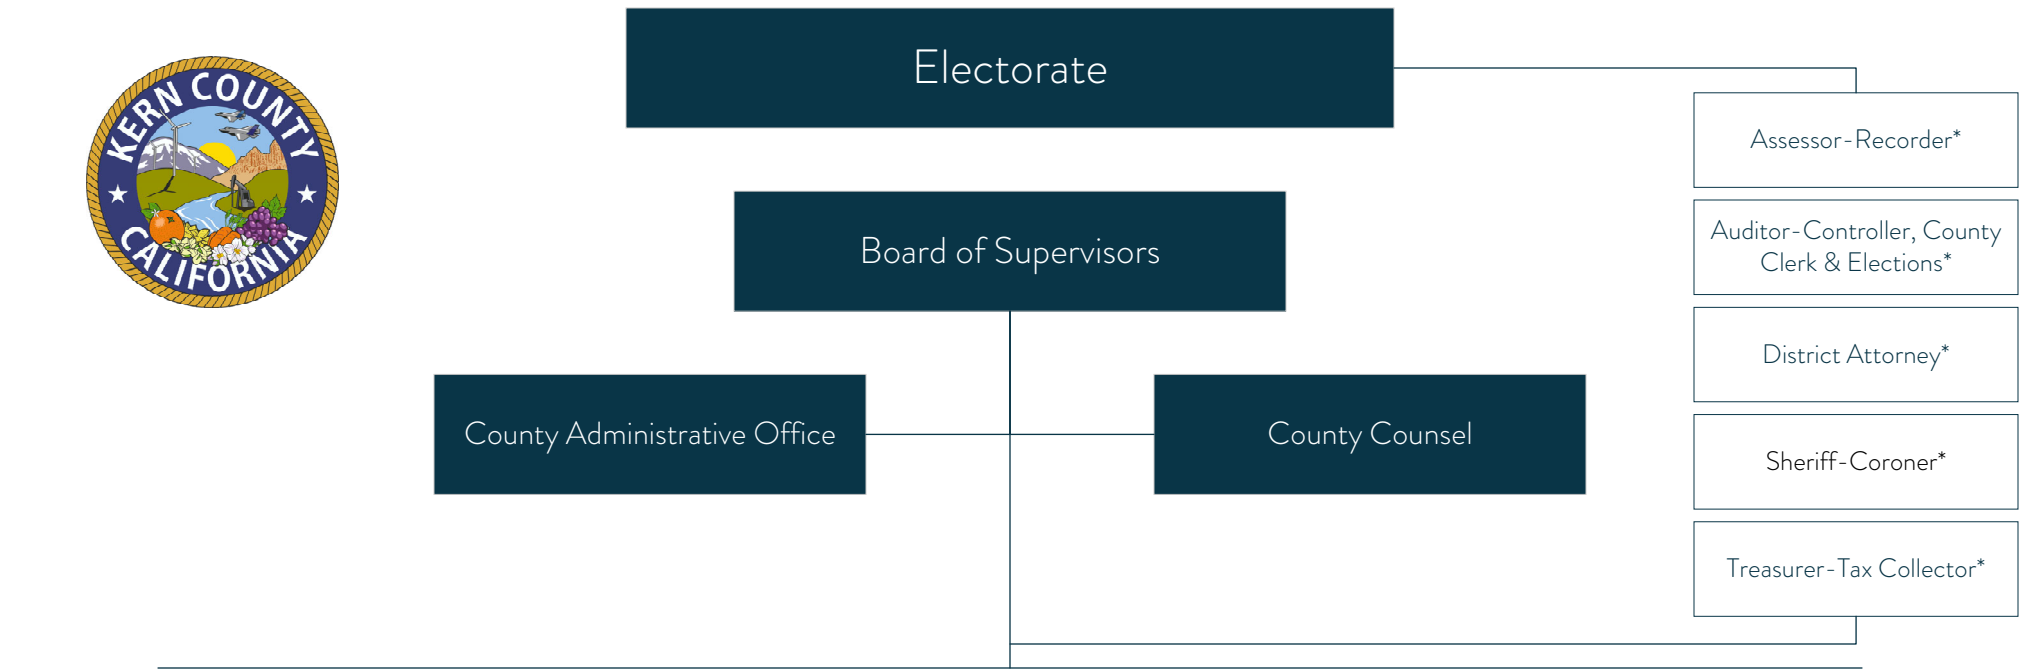 KERN COUNTY
CALIFORNIA
Electorate
Board of Supervisors
County Administrative Office
County Counsel
Assessor-Recorder*
Auditor-Controller, County
Clerk & Elections*
District Attorney*
Sheriff-Coroner*
Treasurer-Tax Collector*